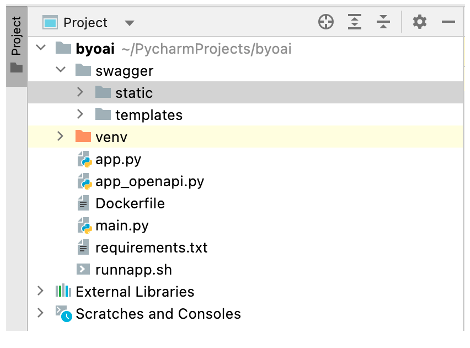 Project
Project
byoai ~/PycharmProjects/byoai
swagger
static
templates
venv
app.py
app_openapi.py
Dockerfile
main.py
requirements.txt
runnapp.sh
External Libraries
Scratches and Consoles